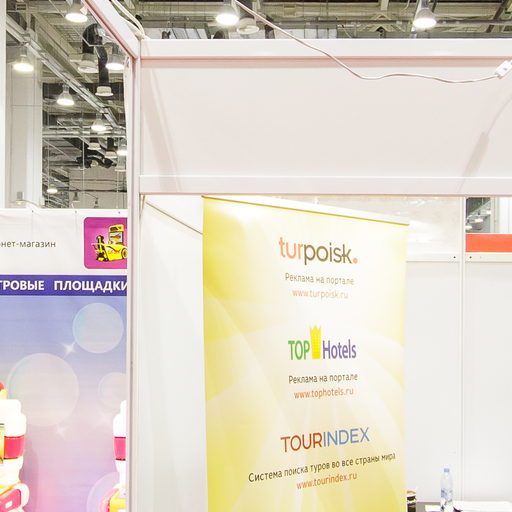 нет-магазин
ГРОВЫЕ ПЛОЩАДКИ
turpoisk.
Реклама на портале
www.turpoisk.ru
TOP Hotels
Реклама на портале
www.tophotels.ru
TOURINDEX
Система поиска туров во все страны мира
www.tourindex.ru